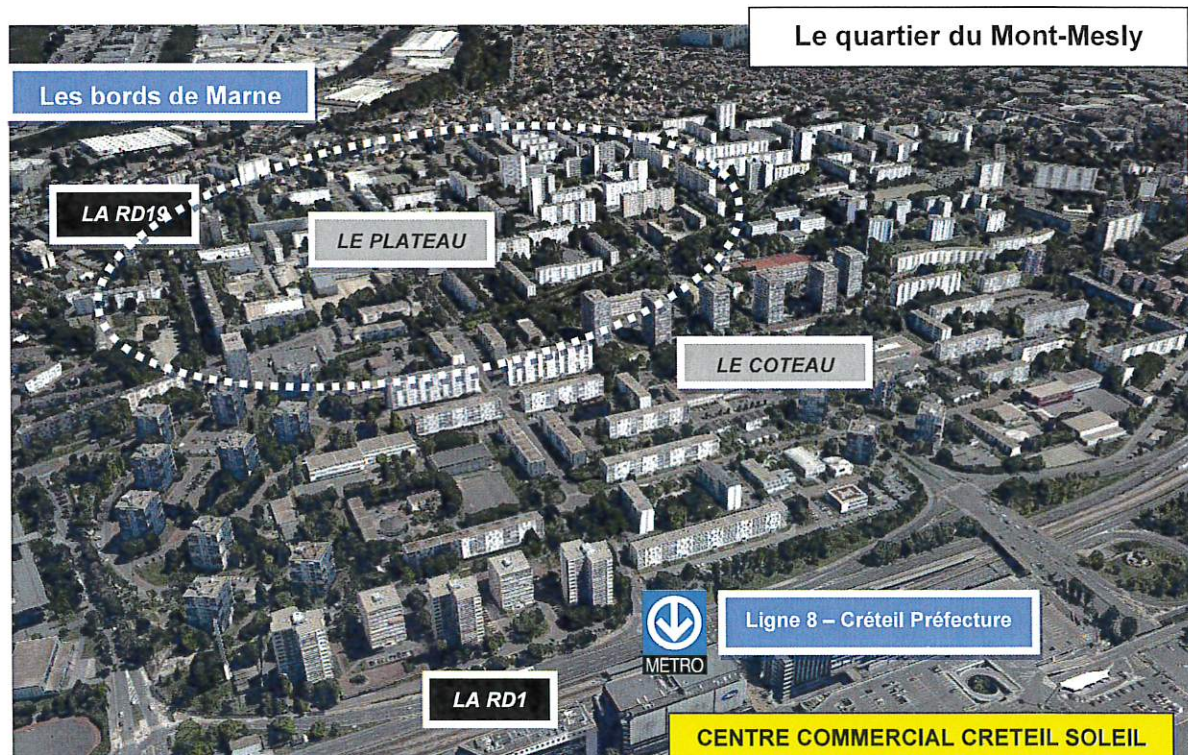 Le quartier du Mont-Mesly
Les bords de Marne
LA RD19
LE PLATEAU
LE COTEAU
Ligne 8 – Créteil Préfecture
METRO
LA RD1
CENTRE COMMERCIAL CRETEIL SOLEIL